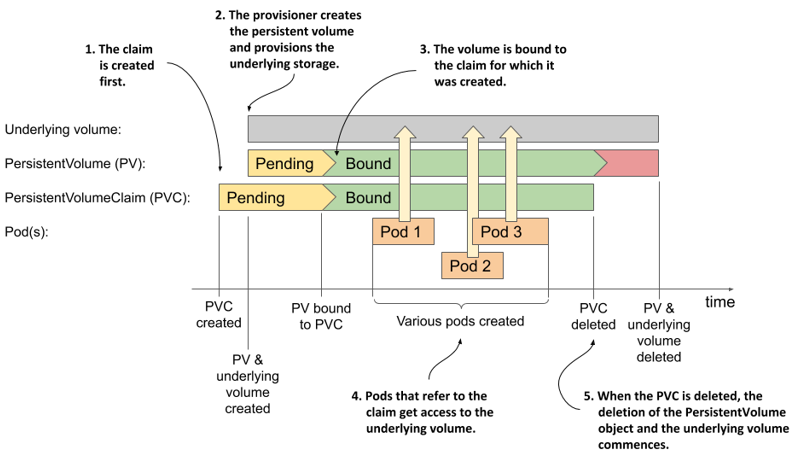 2. The provisioner creates
the persistent volume
and provisions the
underlying storage.
1. The claim
is created
first.
3. The volume is bound to
the claim for which it
was created.
Underlying volume:
PersistentVolume (PV):
Pending
Bound
PersistentVolumeClaim (PVC):
Pending
Bound
Pod(s):
Pod 1
Pod 3
Pod 2
time
PVC
created
PV bound
to PVC
Various pods created
PVC
deleted
PV &
underlying
volume
deleted
PV &
underlying
volume
created
4. Pods that refer to the
claim get access to the
underlying volume.
5. When the PVC is deleted, the
deletion of the PersistentVolume
object and the underlying volume
commences.